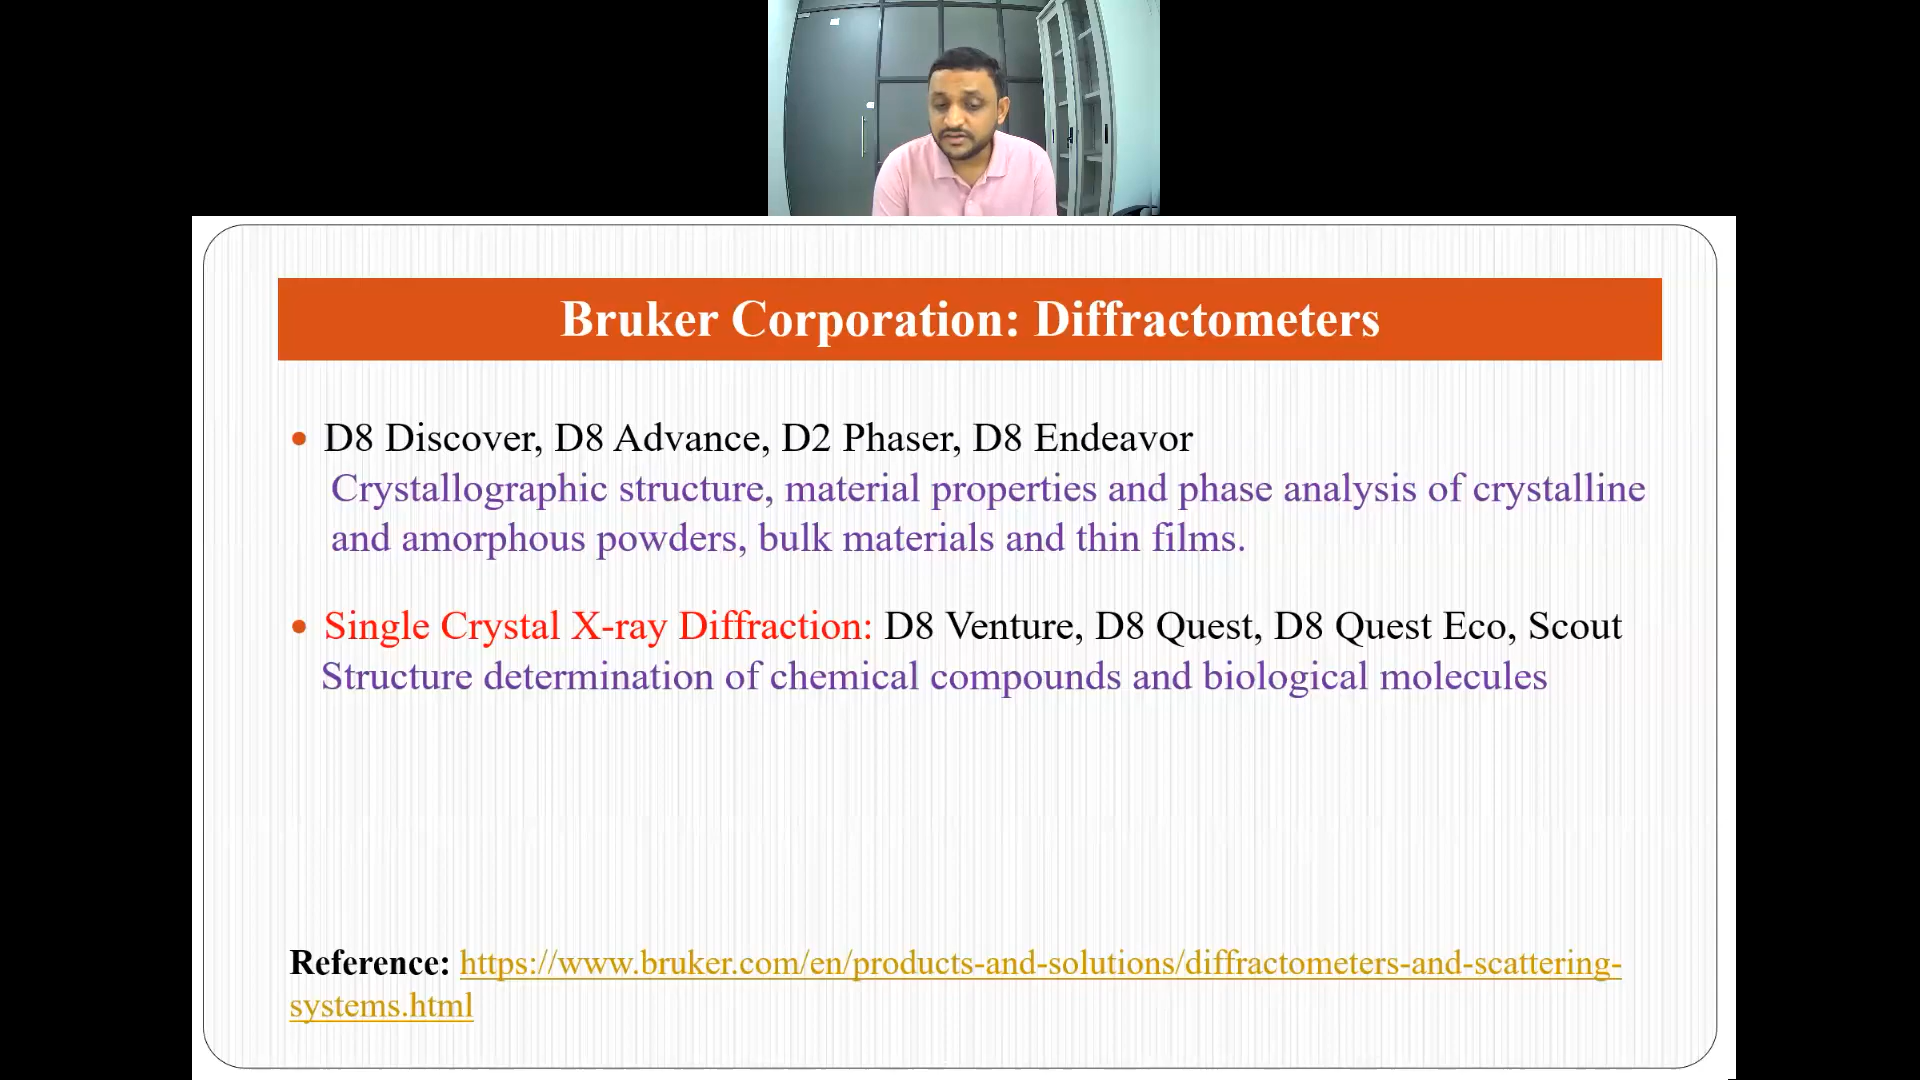 Bruker Corporation: Diffractometers
• D8 Discover, D8 Advance, D2 Phaser, D8 Endeavor
Crystallographic structure, material properties and phase analysis of crystalline
and amorphous powders, bulk materials and thin films.
• Single Crystal X-ray Diffraction: D8 Venture, D8 Quest, D8 Quest Eco, Scout
Structure determination of chemical compounds and biological molecules
Reference: https://www.bruker.com/en/products-and-solutions/diffractometers-and-scattering-
systems.html